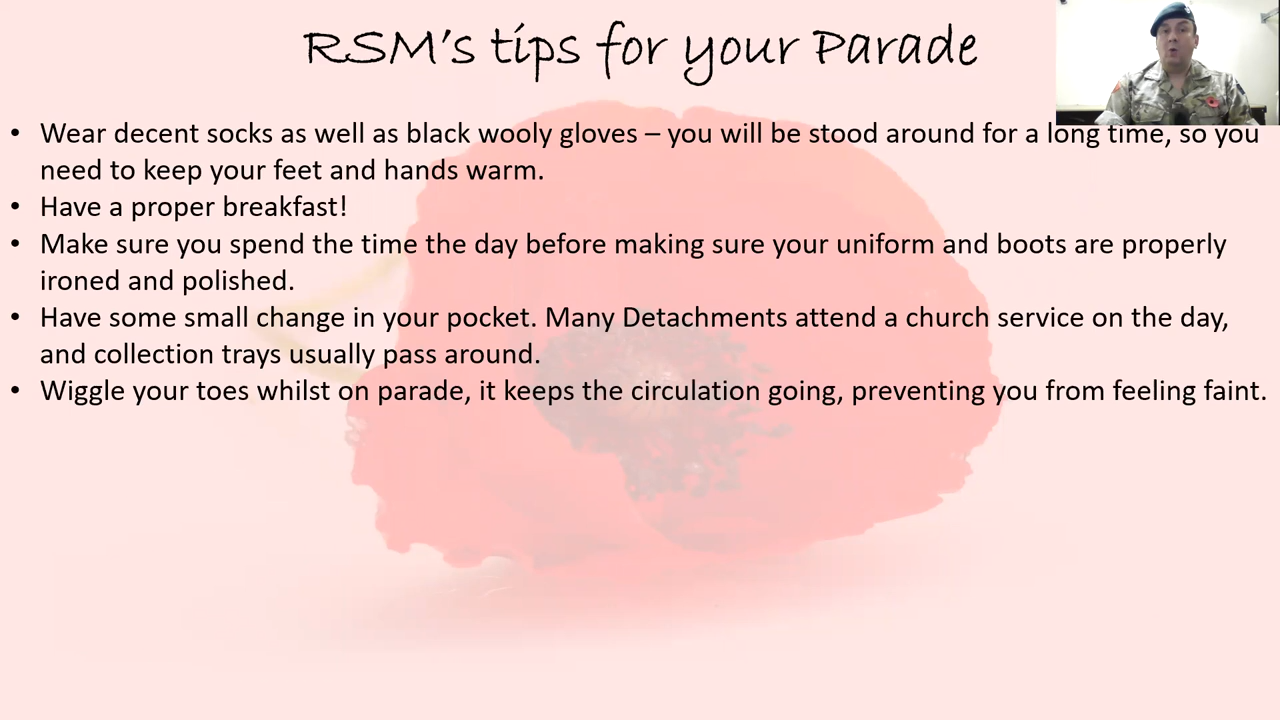 RSM's tips for your Parade
• Wear decent socks as well as black wooly gloves – you will be stood around for a long time, so you
need to keep your feet and hands warm.
• Have a proper breakfast!
• Make sure you spend the time the day before making sure your uniform and boots are properly
ironed and polished.
• Have some small change in your pocket. Many Detachments attend a church service on the day,
and collection trays usually pass around.
• Wiggle your toes whilst on parade, it keeps the circulation going, preventing you from feeling faint.